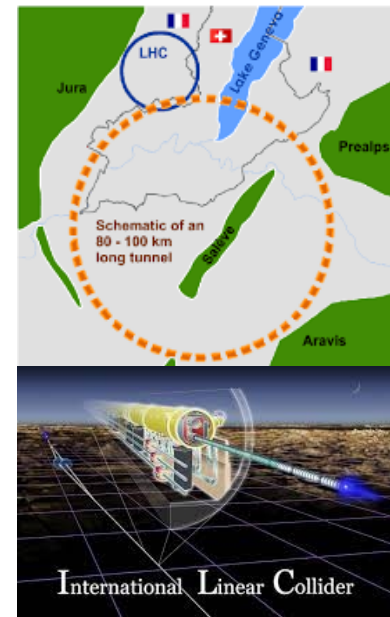 LHC
Jura
Lake Geneva
Prealps
Schematic of an
80 - 100 km
long tunnel
Salève
Aravis
International Linear Collider